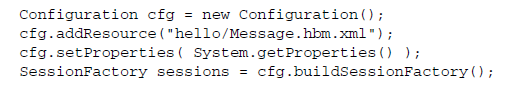 Configuration cfg = new Configuration();
cfg.addResource("hello/Message.hbm.xml");
cfg.setProperties( System.getProperties() );
SessionFactory sessions = cfg.buildSessionFactory();